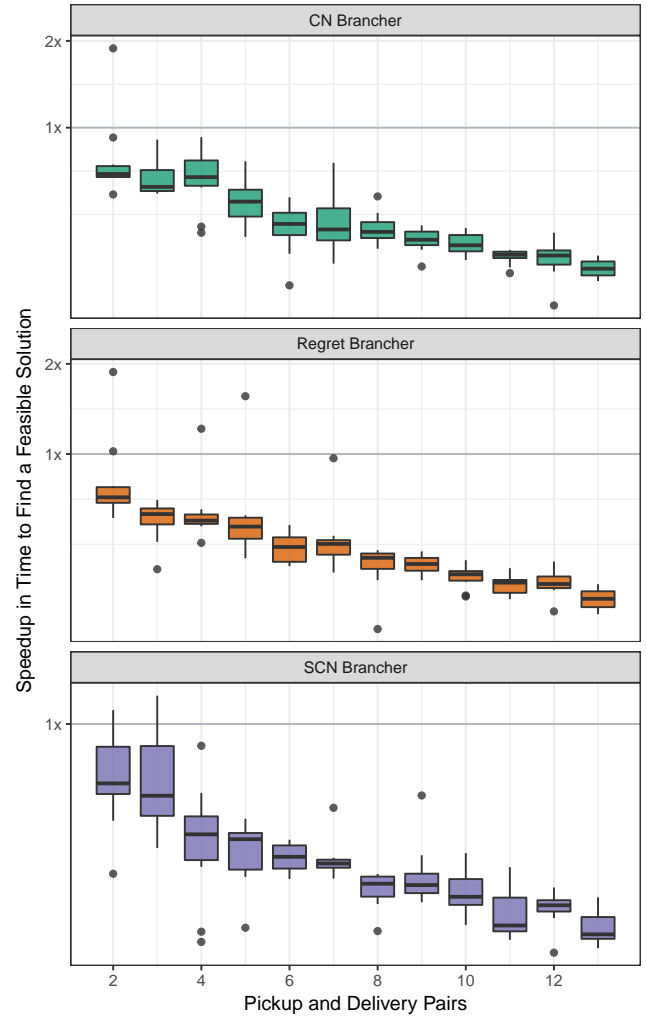 CN Brancher
2x
1x
Regret Brancher
2x
1x
SCN Brancher
1x
2 4 6 8 10 12
Pickup and Delivery Pairs
Speedup in Time to Find a Feasible Solution